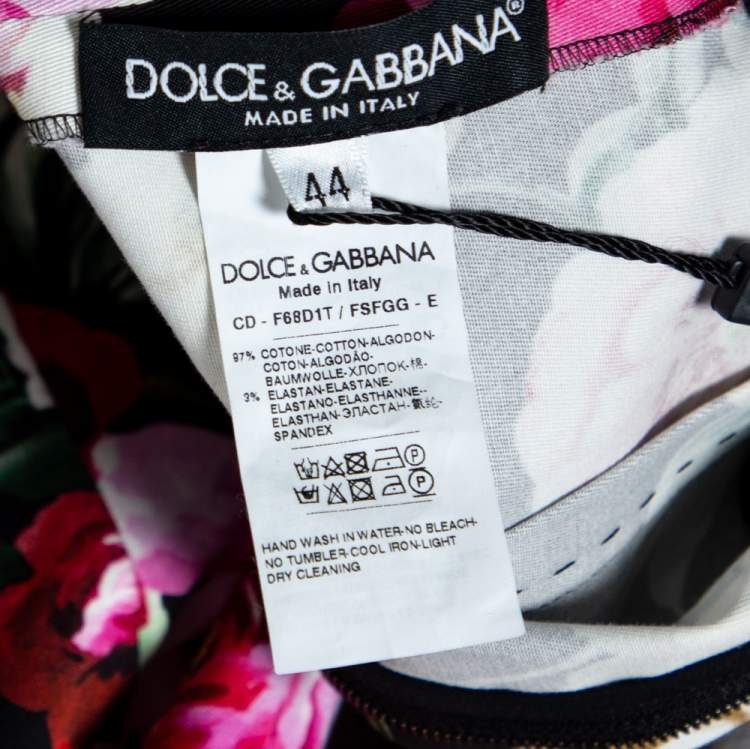 DOLCE & GABBANA®
MADE IN ITALY
44
DOLCE & GABBANA
Made in Italy
CD - F68D1T / FSFGG - E
97% COTONE-COTTON-ALGODON-
COTON-ALGODÃO-
BAUMWOLLE-ХЛОПОК-棉-
3% ELASTAN-ELASTANE-
ELASTANO-ELASTHANNE-
ELASTHAN-ЭЛАСТАН-氨纶-
SPANDEX
P
P
HAND WASH IN WATER-NO BLEACH-
NO TUMBLER-COOL IRON-LIGHT
DRY CLEANING